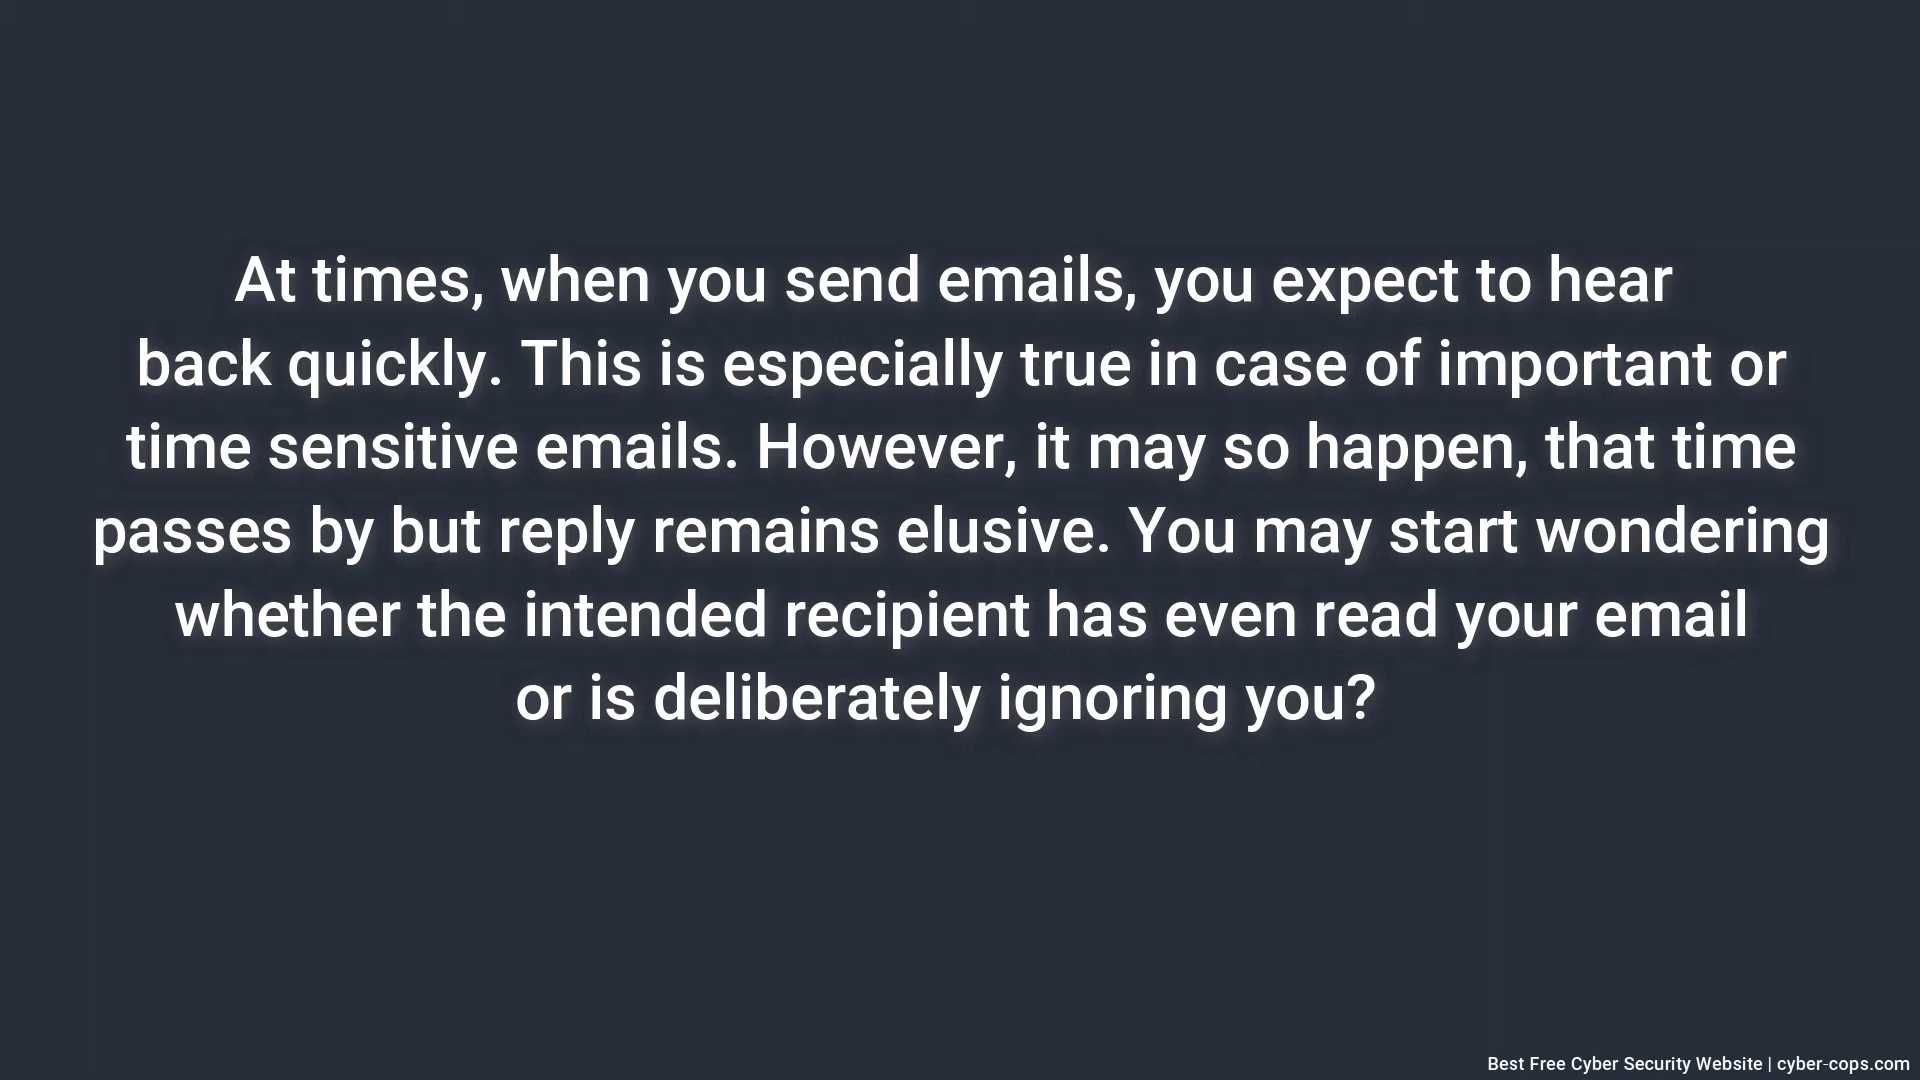 At times, when you send emails, you expect to hear
back quickly. This is especially true in case of important or
time sensitive emails. However, it may so happen, that time
passes by but reply remains elusive. You may start wondering
whether the intended recipient has even read your email
or is deliberately ignoring you?
Best Free Cyber Security Website | cyber-cops.com